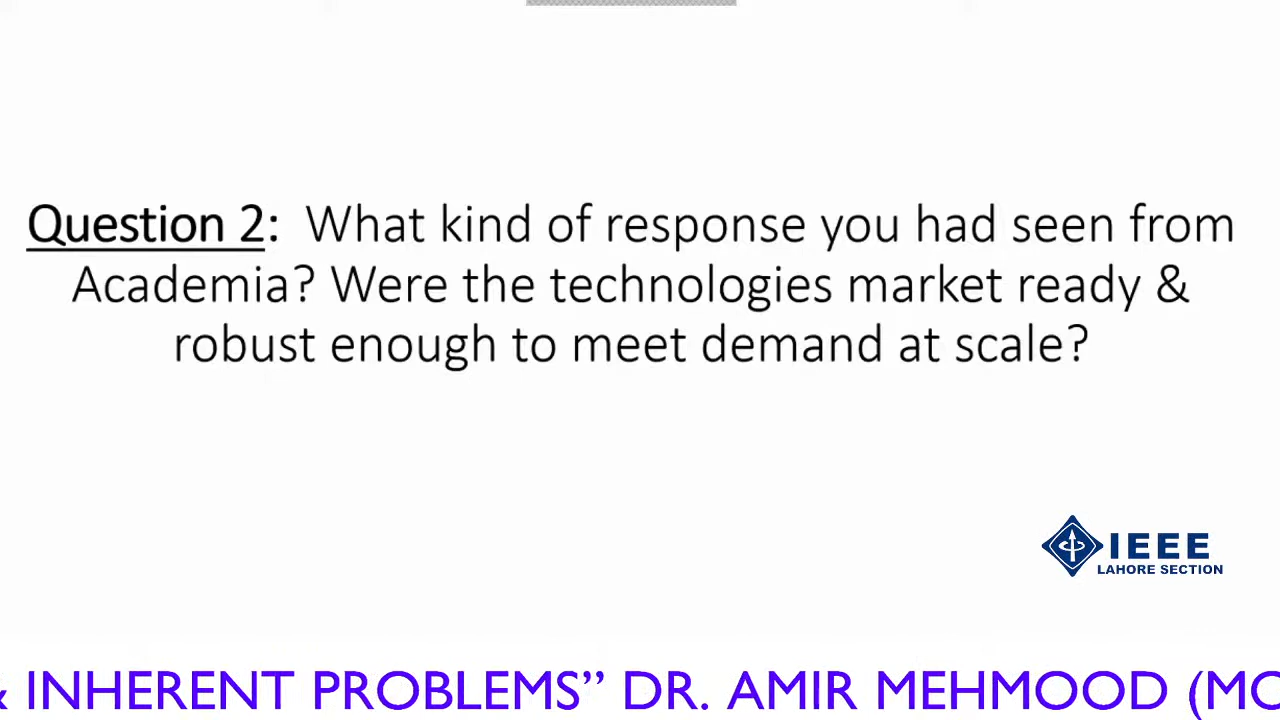 Question 2: What kind of response you had seen from
Academia? Were the technologies market ready &
robust enough to meet demand at scale?
IEEE
LAHORE SECTION
& INHERENT PROBLEMS” DR. AMIR MEHMOOD (MO